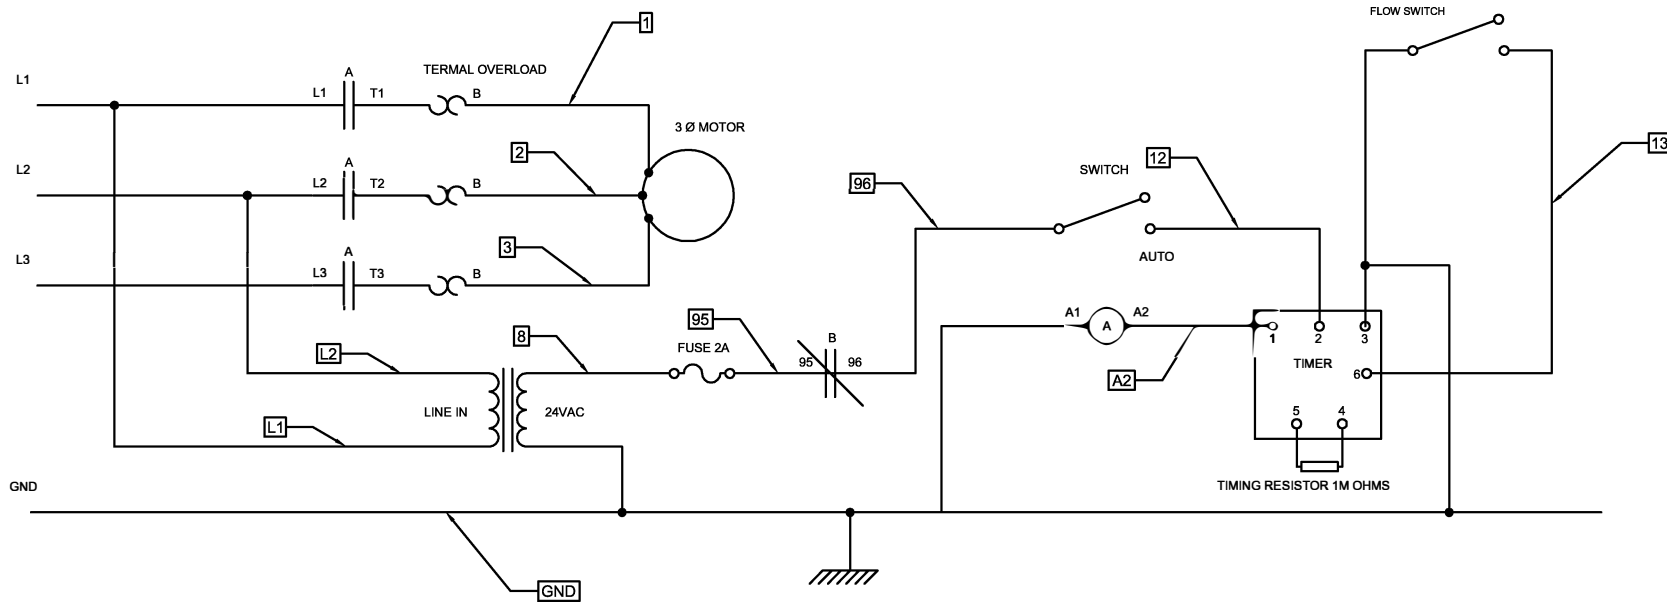 FLOW SWITCH
1
L1
A
TERMAL OVERLOAD
L1
T1
B
3 Ø MOTOR
2
12
13
L2
A
SWITCH
96
L2
T2
B
3
L3
A
AUTO
L3
T3
B
95
A1
A
A2
8
FUSE 2A
B
1
2
3
L2
95
96
TIMER
A2
6
LINE IN
24VAC
5
4
L1
GND
TIMING RESISTOR 1M OHMS
GND